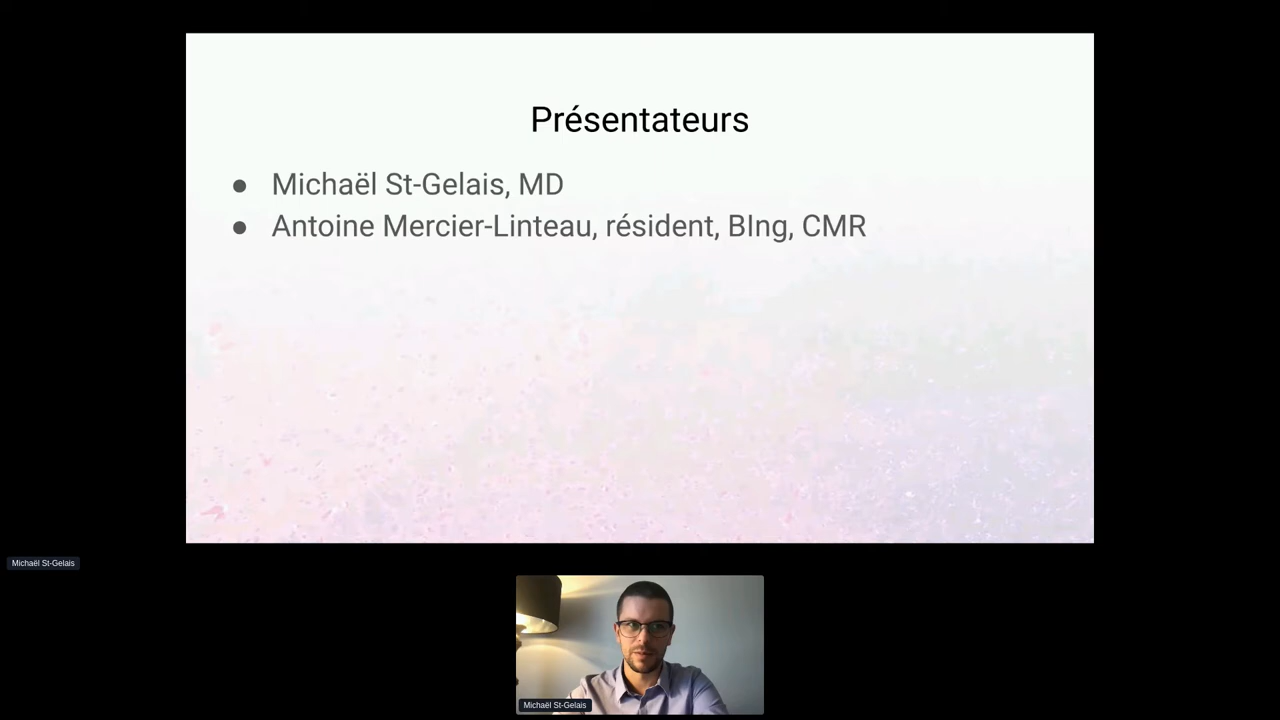 Présentateurs
● Michaël St-Gelais, MD
● Antoine Mercier-Linteau, résident, BIng, CMR
Michaël St-Gelais
Michaël St-Gelais